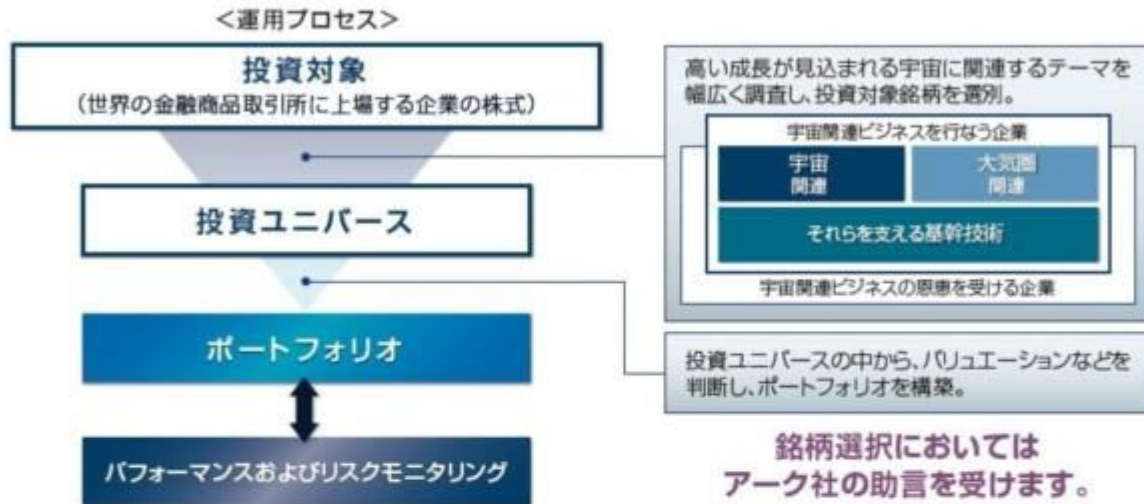 ＜運用プロセス＞
投資対象
（世界の金融商品取引所に上場する企業の株式）
投資ユニバース
ポートフォリオ
パフォーマンスおよびリスクモニタリング
高い成長が見込まれる宇宙に関連するテーマを
幅広く調査し、投資対象銘柄を選別。
宇宙関連ビジネスを行なう企業
宇宙
関連
大気圏
関連
それらを支える基幹技術
宇宙関連ビジネスの恩恵を受ける企業
投資ユニバースの中から、バリュエーションなどを
判断し、ポートフォリオを構築。
銘柄選択においては
アーク社の助言を受けます。